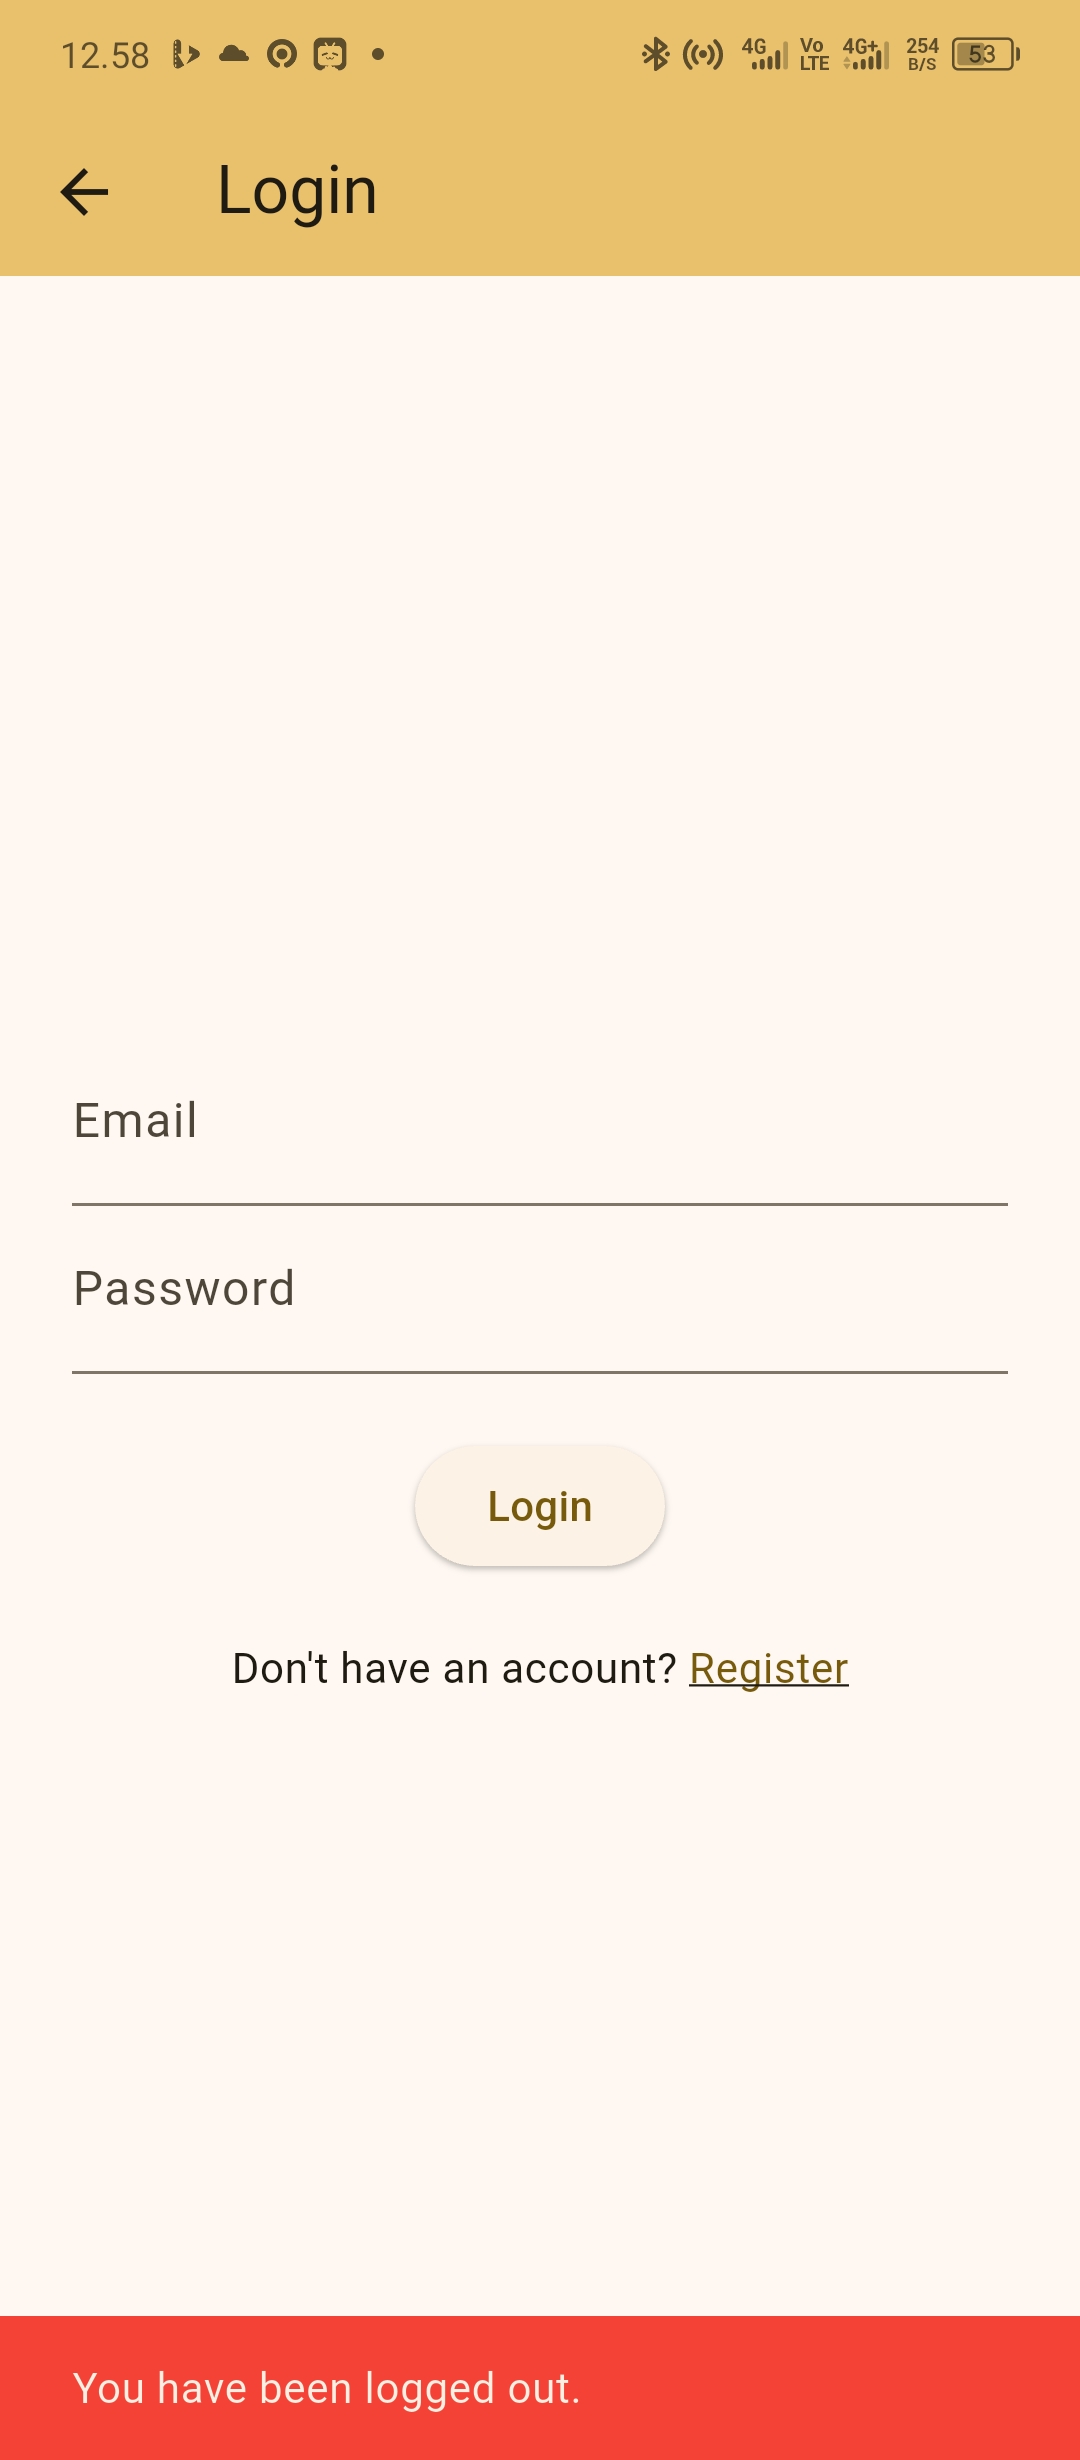 12.58 4G Vo LTE 4G+ 254 B/S 53
Login
Email
Password
Login
Don't have an account? Register
You have been logged out.